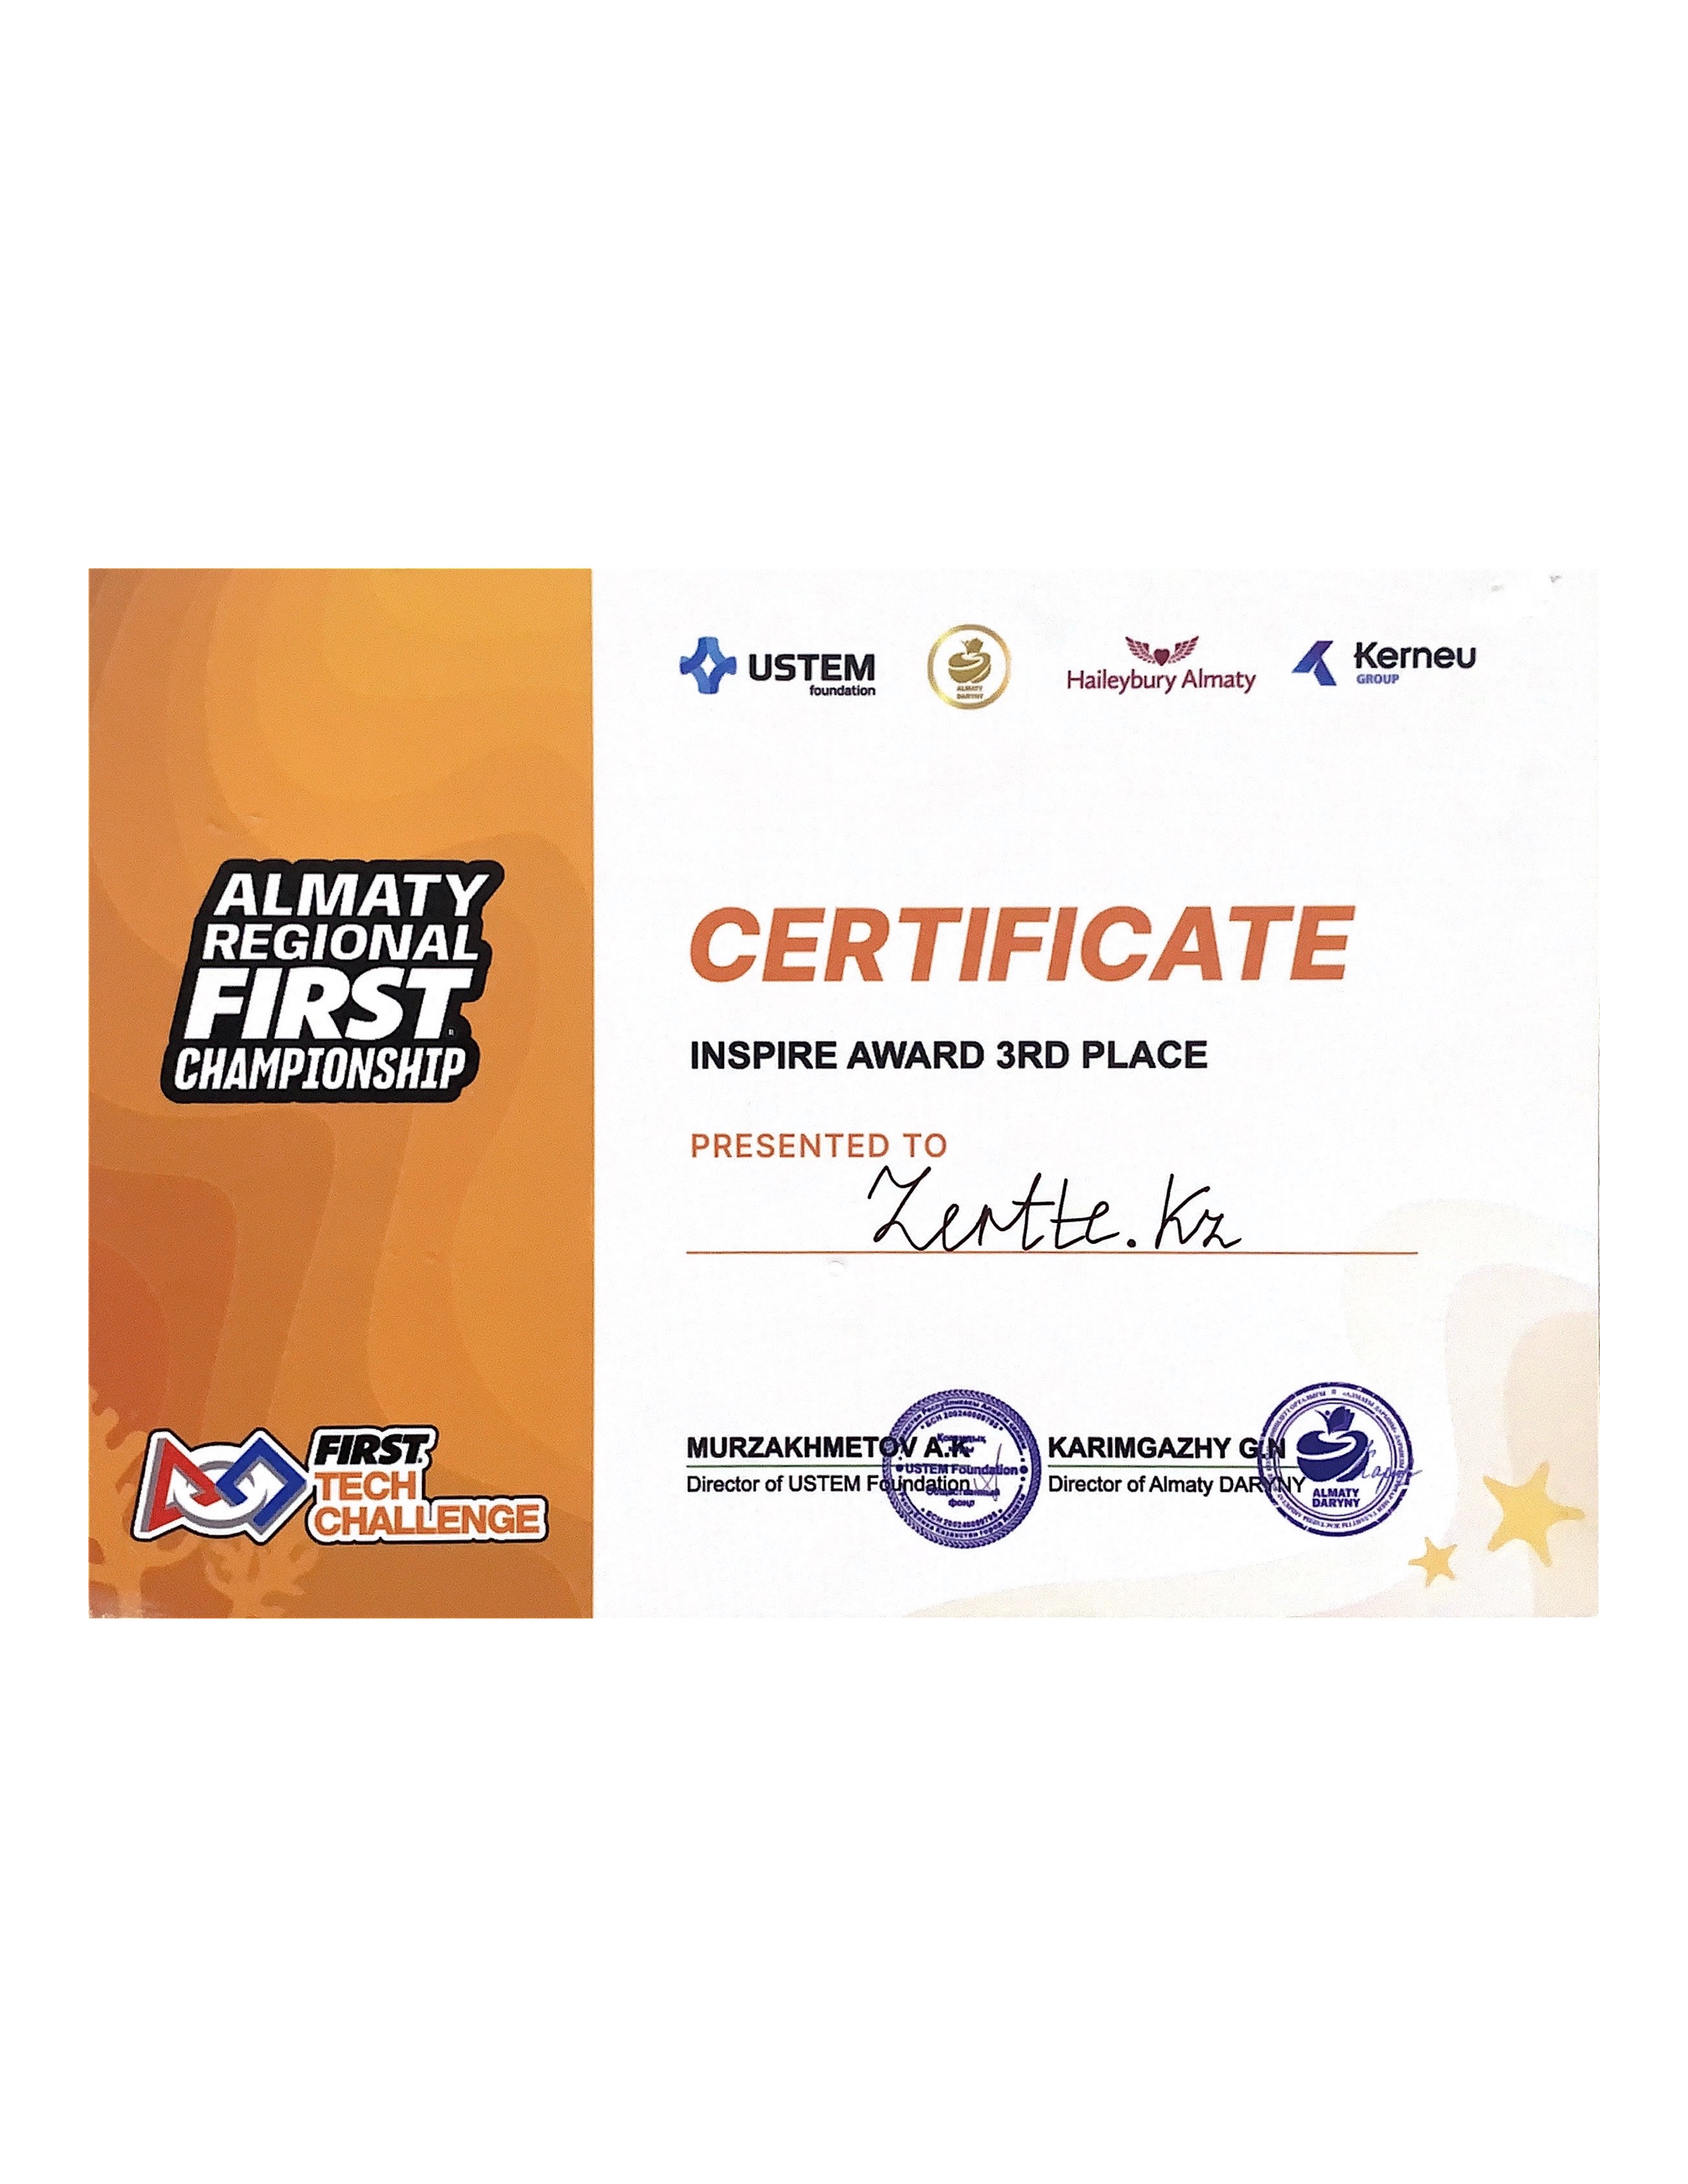 USTEM
foundation
ALMATY
DARYNY
Haileybury Almaty
Kerneu
GROUP
ALMATY
REGIONAL
FIRST
CHAMPIONSHIP
CERTIFICATE
INSPIRE AWARD 3RD PLACE
PRESENTED TO
Zertte.Kz
MURZAKHMETOV A.K
Director of USTEM Foundation
USTEM Foundation
фонд
KARIMGAZHY G.N
Director of Almaty DARYNY
ALMATY
DARYNY
FIRST
TECH
CHALLENGE